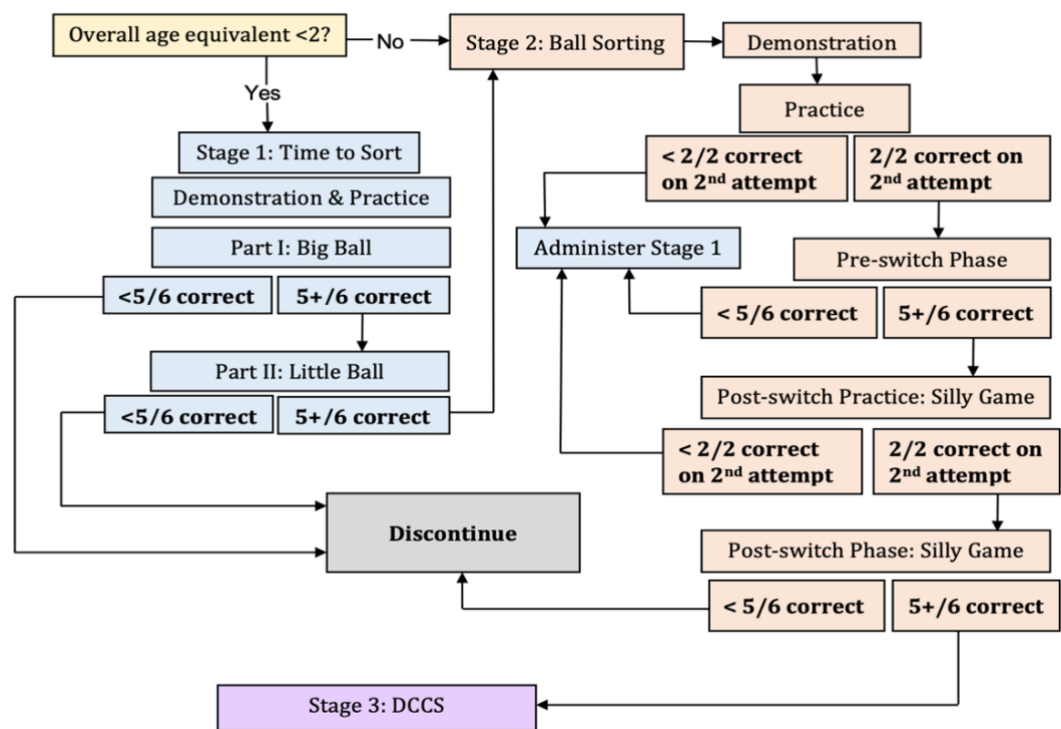 Overall age equivalent <2?
No
Stage 2: Ball Sorting
Demonstration
Yes
Practice
Stage 1: Time to Sort
< 2/2 correct
on 2nd attempt
2/2 correct on
2nd attempt
Demonstration & Practice
Part I: Big Ball
Administer Stage 1
Pre-switch Phase
<5/6 correct
5+/6 correct
< 5/6 correct
5+/6 correct
Part II: Little Ball
Post-switch Practice: Silly Game
<5/6 correct
5+/6 correct
< 2/2 correct
on 2nd attempt
2/2 correct on
2nd attempt
Discontinue
Post-switch Phase: Silly Game
< 5/6 correct
5+/6 correct
Stage 3: DCCS